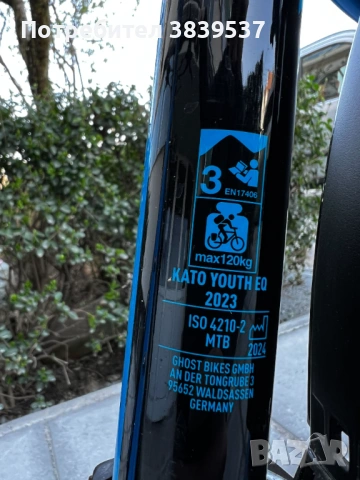 Потребител 3839537
3
EN17406
max120kg
KATO YOUTH EQ
2023
ISO 4210-2
MTB
2024
GHOST BIKES GMBH
AN DER TONGRUBE 3
95652 WALDSASSEN
GERMANY
BAZAR